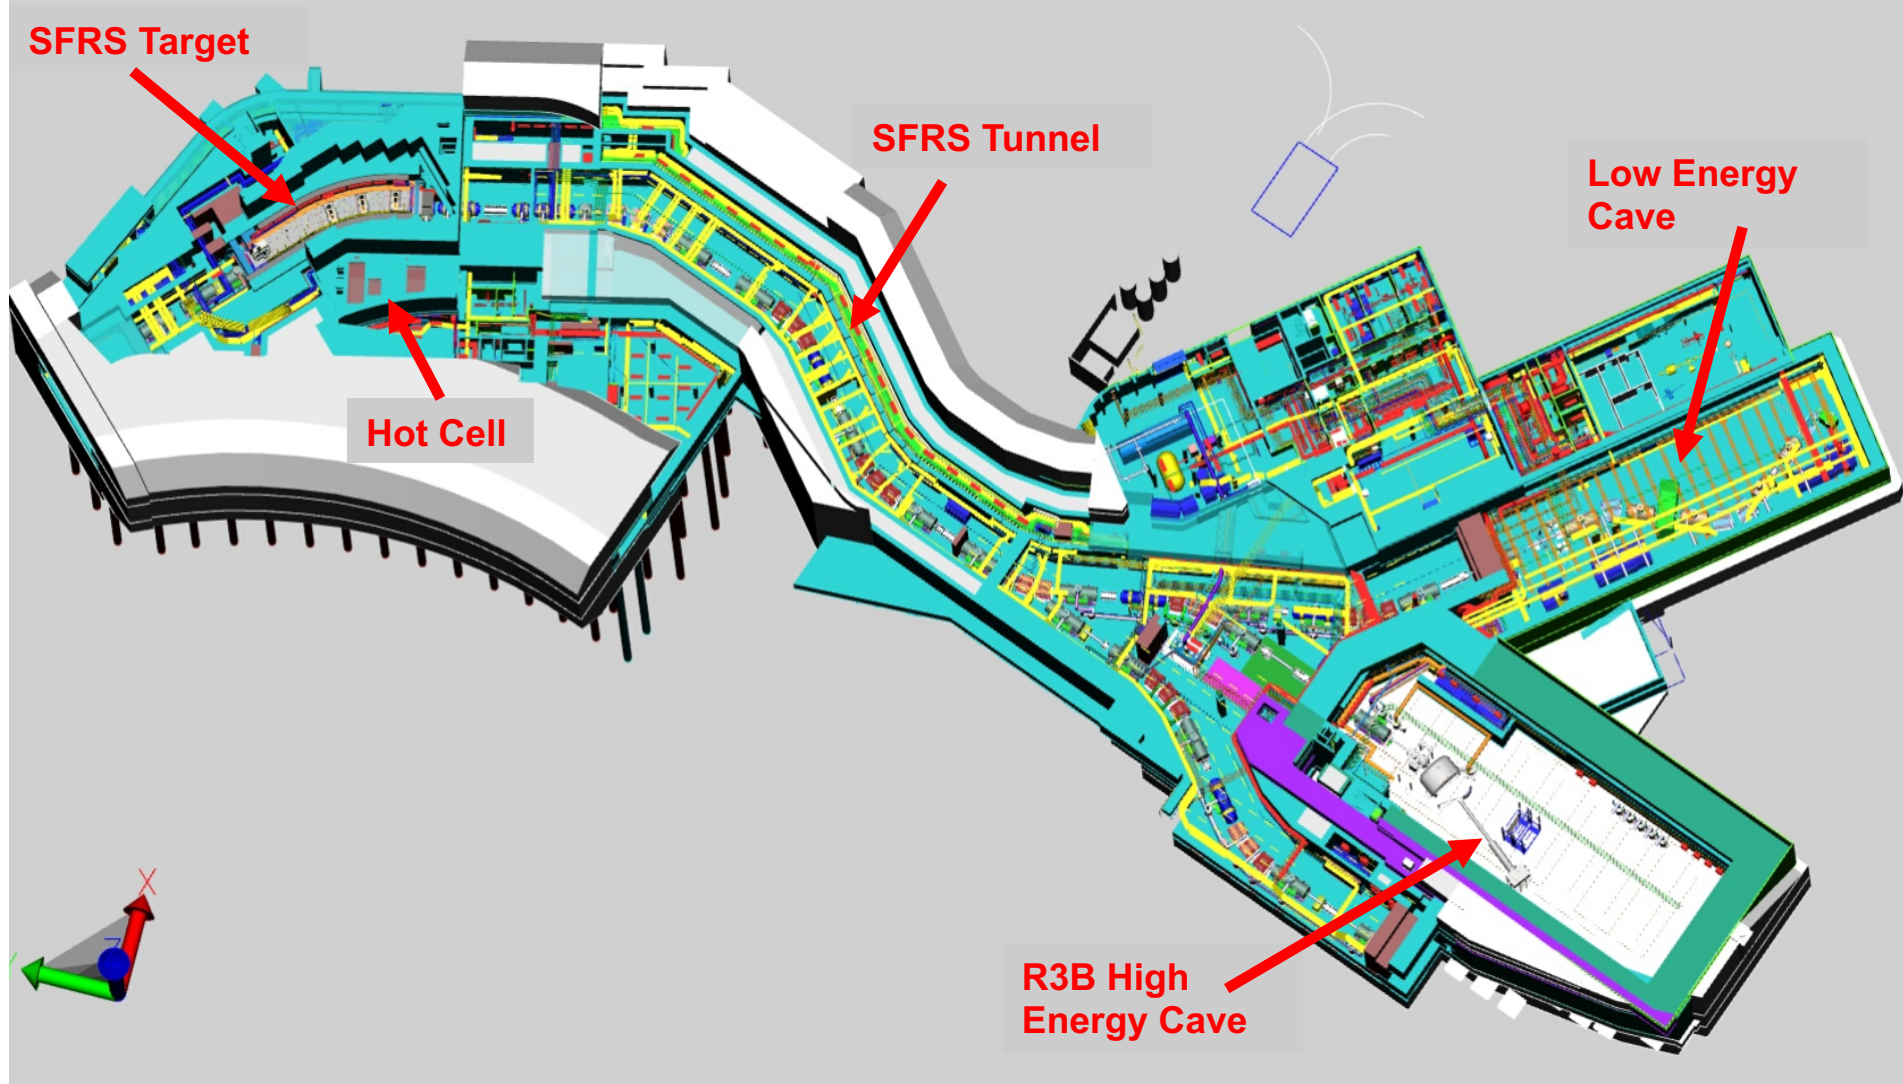 SFRS Target
SFRS Tunnel
Low Energy
Cave
Hot Cell
R3B High
Energy Cave
X